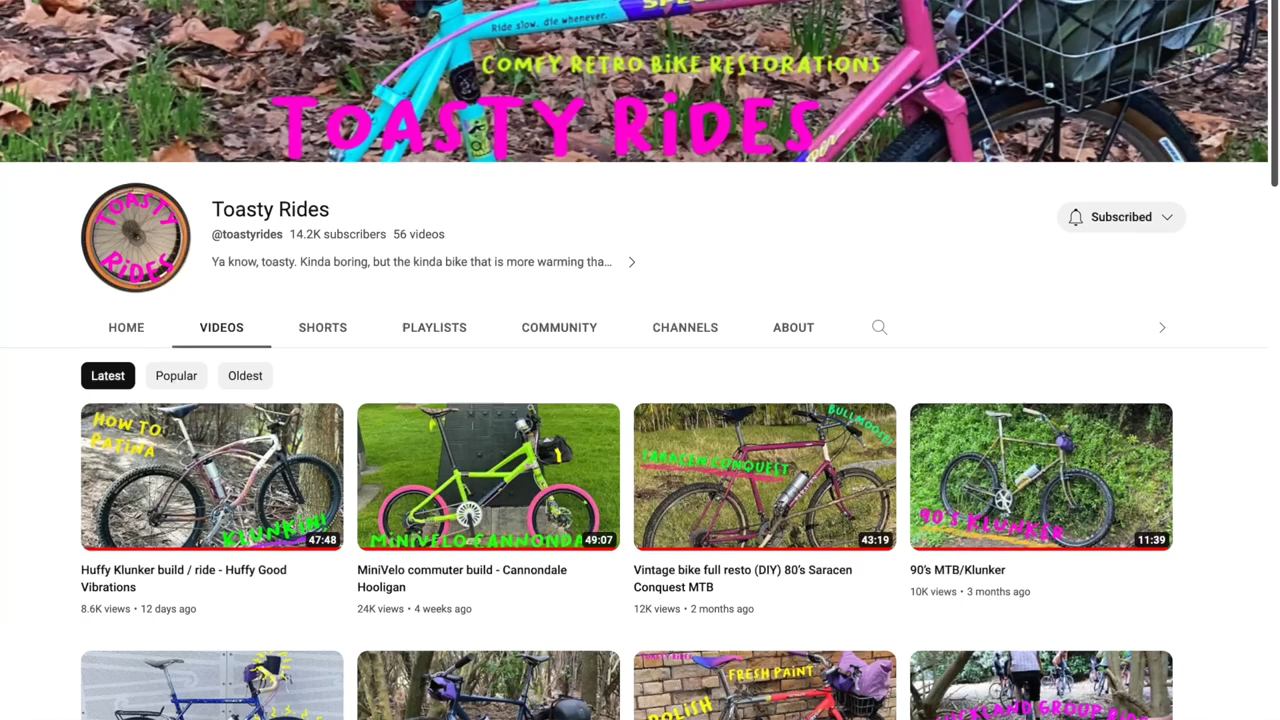 Ride slow, die whenever.
COMFY RETRO BIKE RESTORATIONS
TOASTY RIDES
TOASTY
RIDES
Toasty Rides
@toastyrides 14.2K subscribers 56 videos
Ya know, toasty. Kinda boring, but the kinda bike that is more warming tha...
Subscribed
HOME VIDEOS SHORTS PLAYLISTS COMMUNITY CHANNELS ABOUT
Latest Popular Oldest
HOW TO
PATINA
KLUNKIN!
47:48
MINIVELO CANNONDA
49:07
BULLMOOSE!
SARACEN CONQUEST
43:19
90'S KLUNKER
11:39
Huffy Klunker build / ride - Huffy Good
Vibrations
8.6K views • 12 days ago
MiniVelo commuter build - Cannondale
Hooligan
24K views • 4 weeks ago
Vintage bike full resto (DIY) 80's Saracen
Conquest MTB
12K views • 2 months ago
90's MTB/Klunker
10K views • 3 months ago
TOASTY RIDES
FRESH PAINT
POLISH